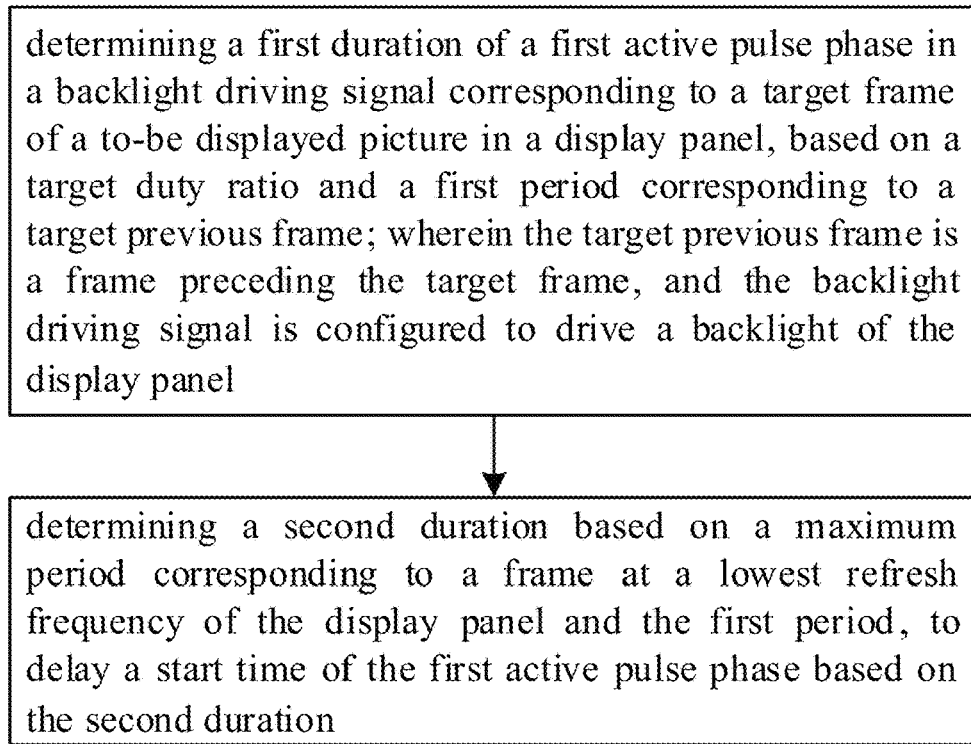 determining a first duration of a first active pulse phase in
a backlight driving signal corresponding to a target frame
of a to-be displayed picture in a display panel, based on a
target duty ratio and a first period corresponding to a
target previous frame; wherein the target previous frame is
a frame preceding the target frame, and the backlight
driving signal is configured to drive a backlight of the
display panel
determining a second duration based on a maximum
period corresponding to a frame at a lowest refresh
frequency of the display panel and the first period, to
delay a start time of the first active pulse phase based on
the second duration